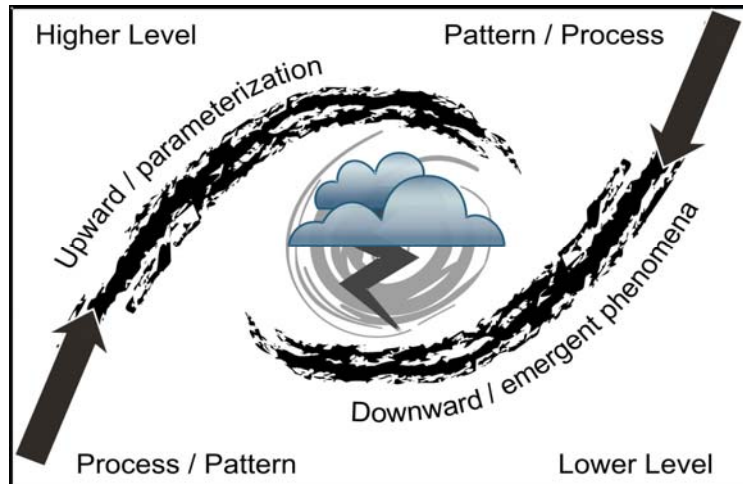 Higher Level
Pattern / Process
Upward / parameterization
Downward / emergent phenomena
Process / Pattern
Lower Level